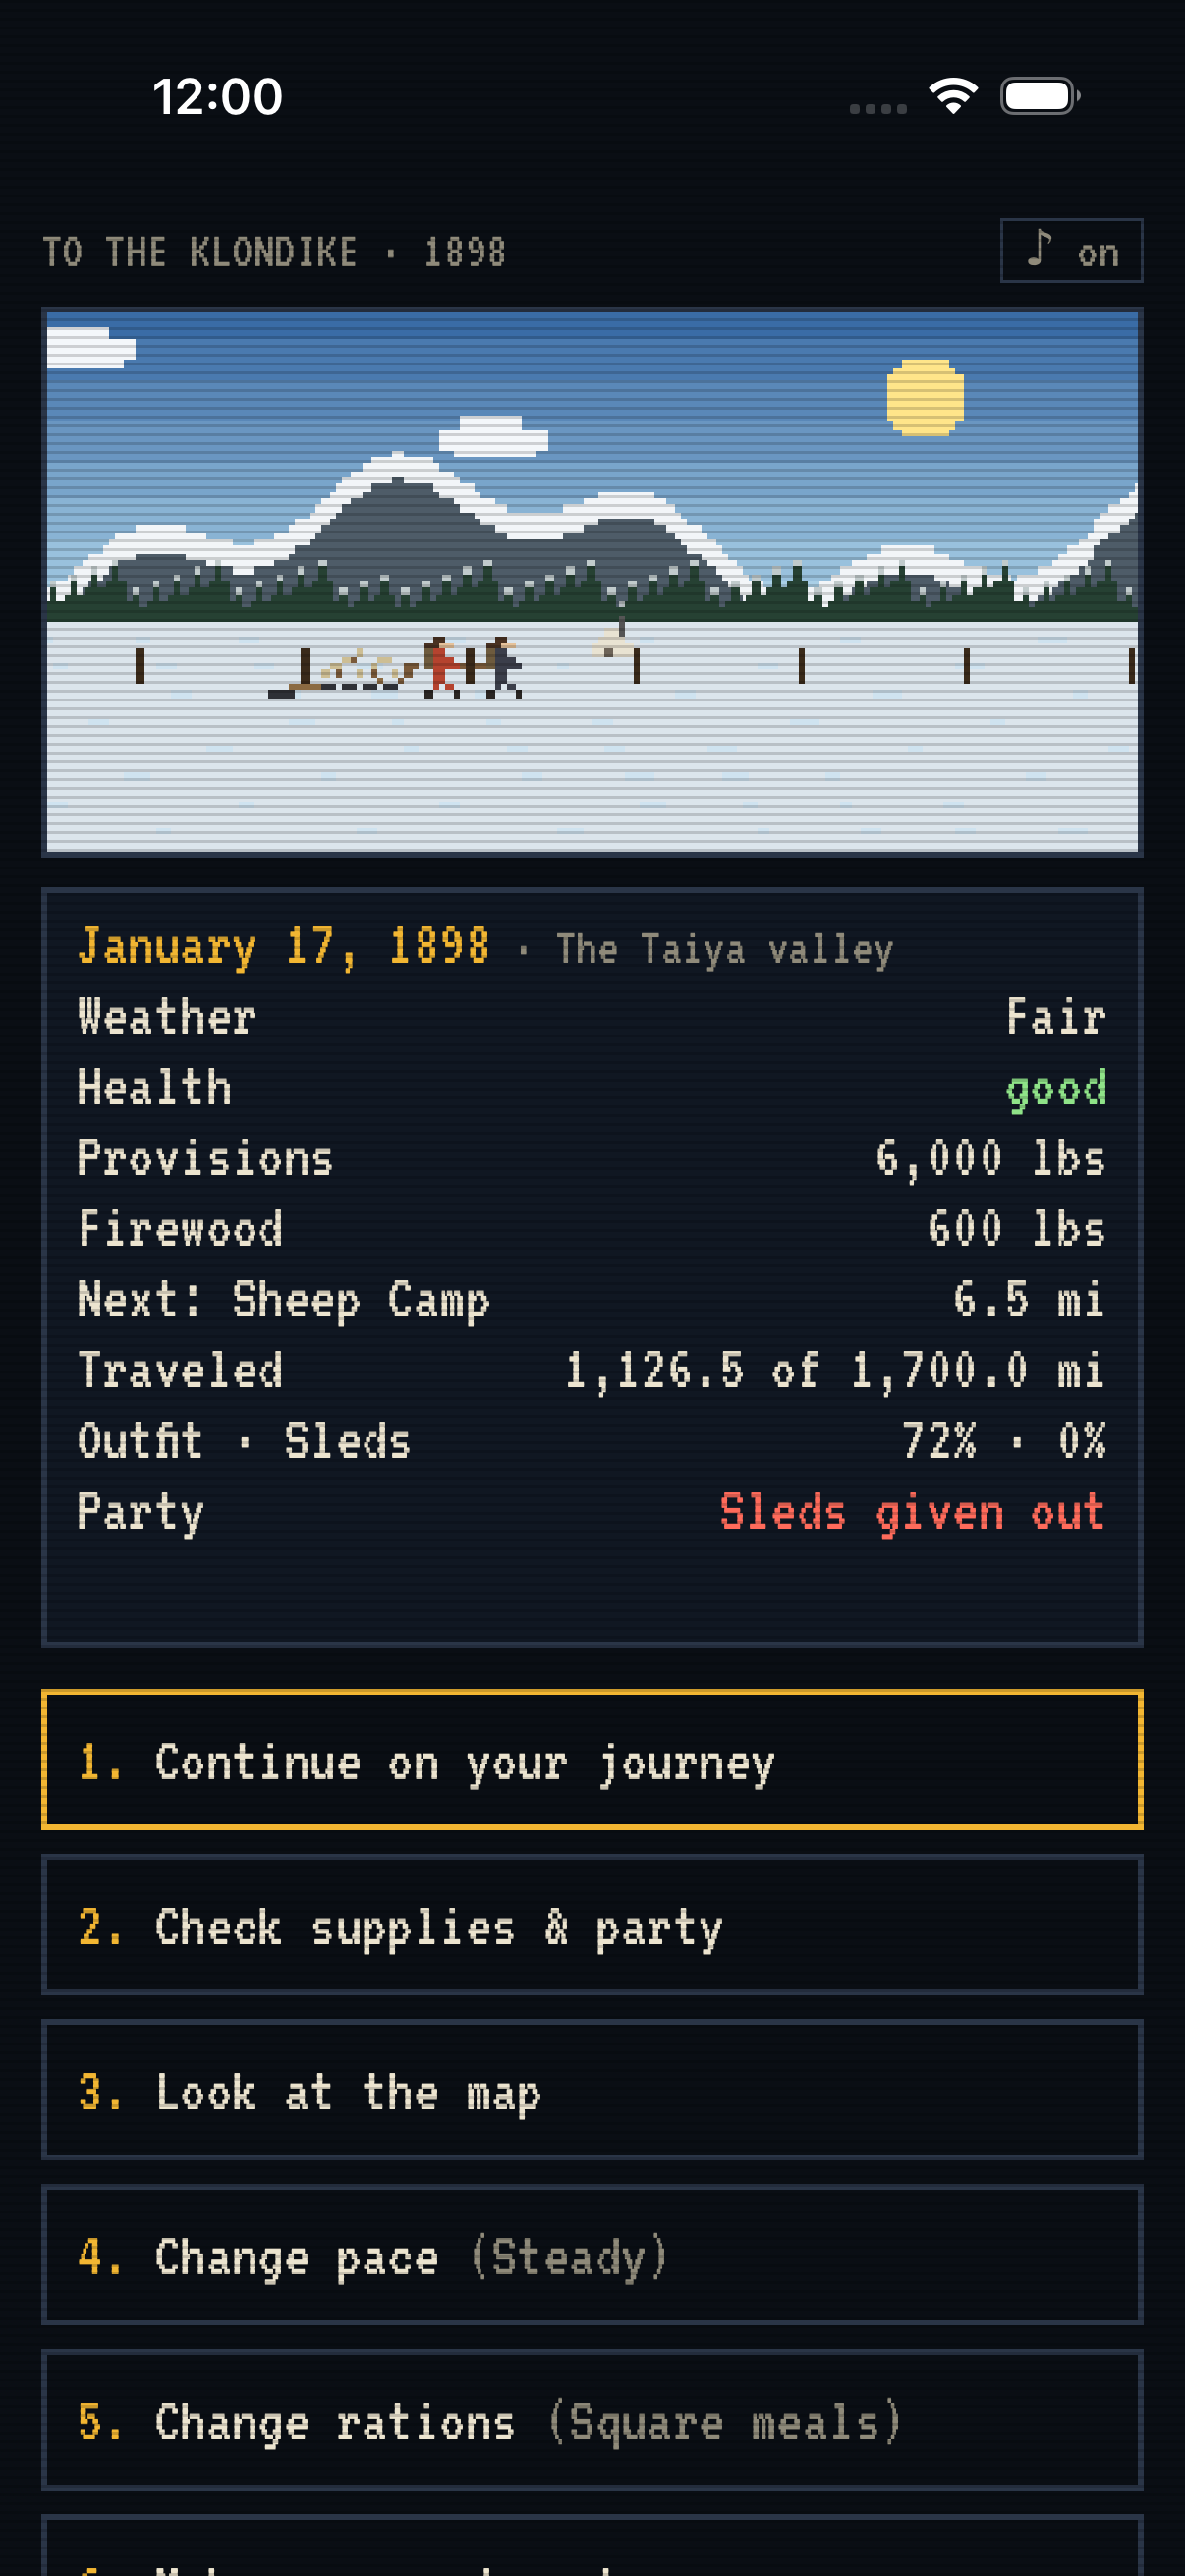 12:00
TO THE KLONDIKE · 1898
♪ on
January 17, 1898 · The Taiya valley
Weather Fair
Health good
Provisions 6,000 lbs
Firewood 600 lbs
Next: Sheep Camp 6.5 mi
Traveled 1,126.5 of 1,700.0 mi
Outfit · Sleds 72% · 0%
Party Sleds given out
1. Continue on your journey
2. Check supplies & party
3. Look at the map
4. Change pace (Steady)
5. Change rations (Square meals)